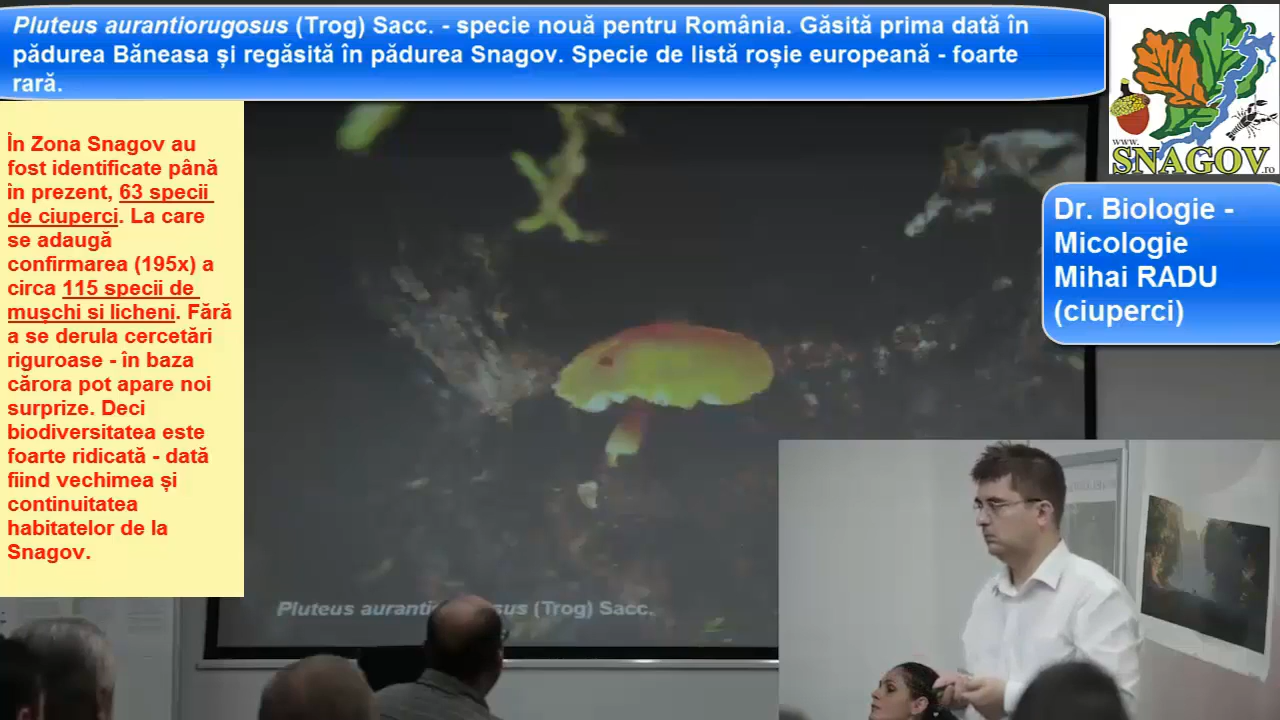 Pluteus aurantiorugosus (Trog) Sacc. - specie nouă pentru România. Găsită prima dată în
pădurea Băneasa și regăsită în pădurea Snagov. Specie de listă roșie europeană - foarte
rară.
www.
SNAGOV.ro
În Zona Snagov au
fost identificate până
în prezent, 63 specii
de ciuperci. La care
se adaugă
confirmarea (195x) a
circa 115 specii de
mușchi si licheni. Fără
a se derula cercetări
riguroase - în baza
cărora pot apare noi
surprize. Deci
biodiversitatea este
foarte ridicată - dată
fiind vechimea și
continuitatea
habitatelor de la
Snagov.
Dr. Biologie -
Micologie
Mihai RADU
(ciuperci)
Pluteus (Trog) Sacc.